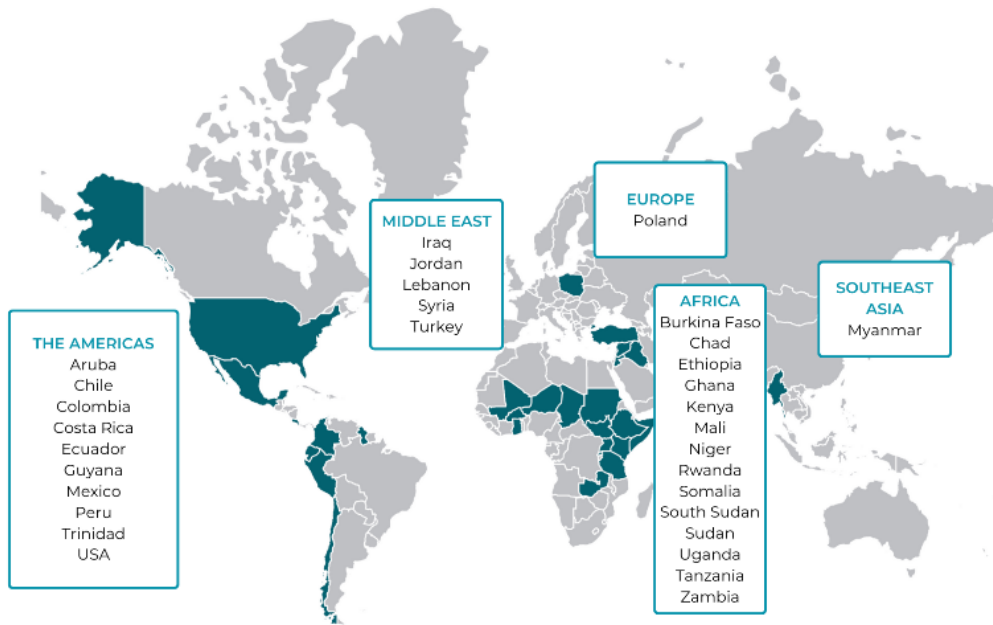 THE AMERICAS
Aruba
Chile
Colombia
Costa Rica
Ecuador
Guyana
Mexico
Peru
Trinidad
USA
MIDDLE EAST
Iraq
Jordan
Lebanon
Syria
Turkey
EUROPE
Poland
AFRICA
Burkina Faso
Chad
Ethiopia
Ghana
Kenya
Mali
Niger
Rwanda
Somalia
South Sudan
Sudan
Uganda
Tanzania
Zambia
SOUTHEAST
ASIA
Myanmar